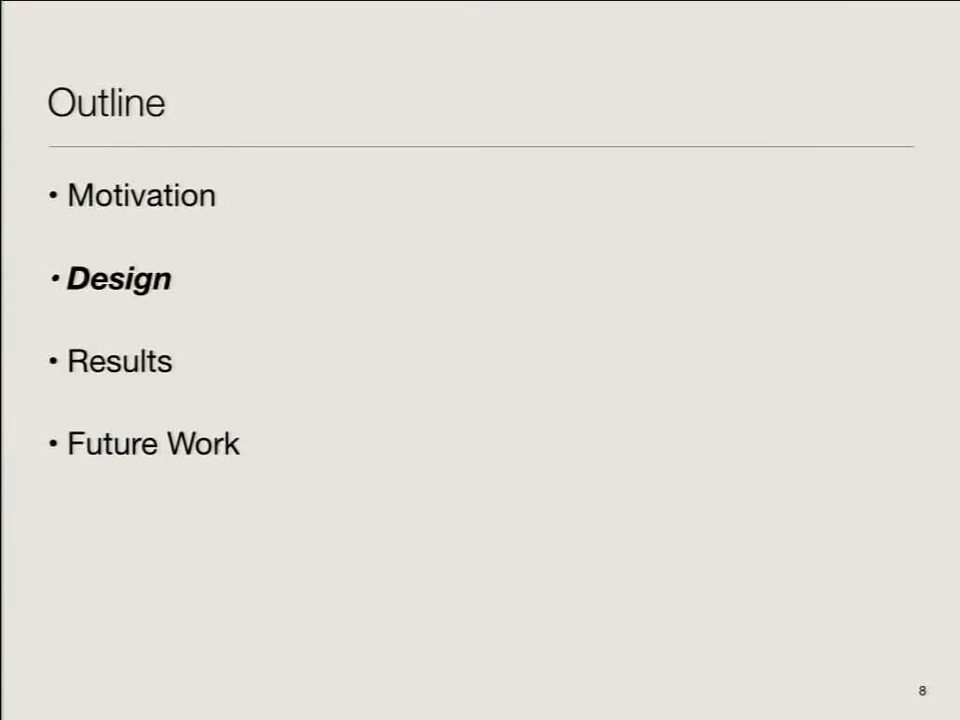 Outline
• Motivation
• Design
• Results
• Future Work
8